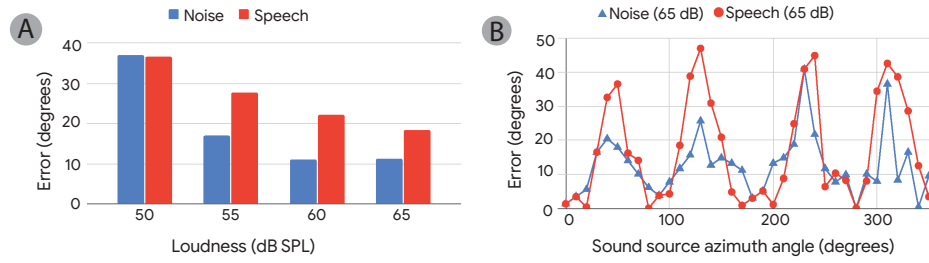 A
Noise Speech
Error (degrees)
40
30
20
10
0
50 55 60 65
Loudness (dB SPL)
B
Noise (65 dB) Speech (65 dB)
Error (degrees)
50
40
30
20
10
0
0 100 200 300
Sound source azimuth angle (degrees)